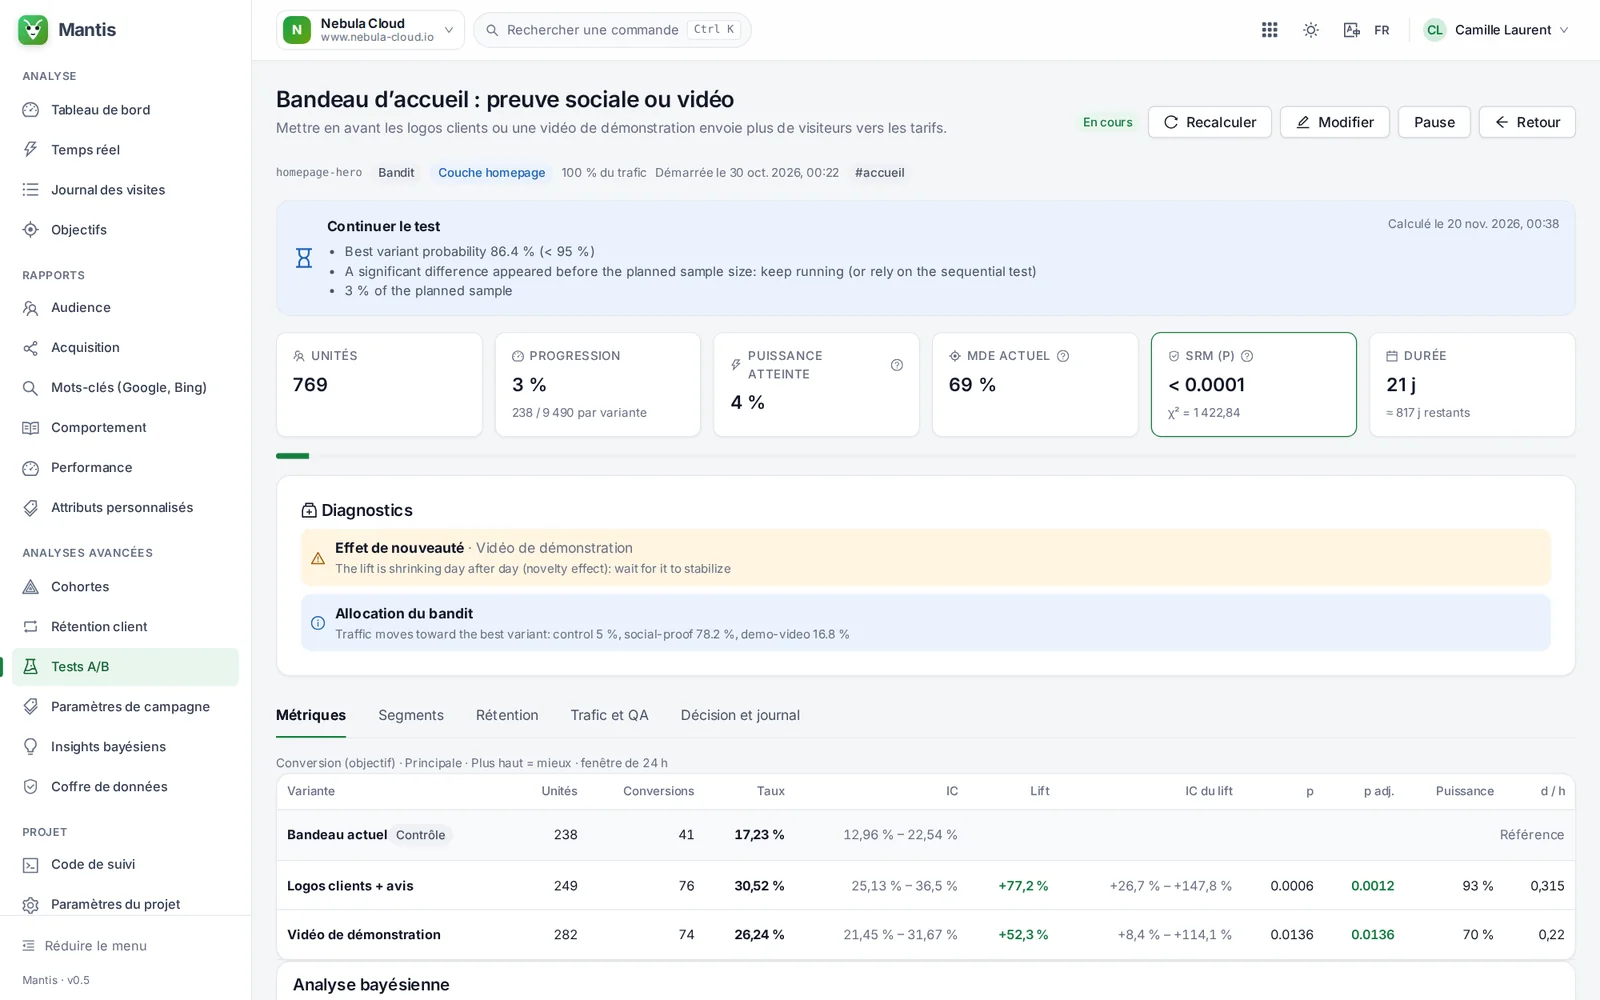 Mantis
ANALYSE
Tableau de bord
Temps réel
Journal des visites
Objectifs
RAPPORTS
Audience
Acquisition
Mots-clés (Google, Bing)
Comportement
Performance
Attributs personnalisés
ANALYSES AVANCÉES
Cohortes
Rétention client
Tests A/B
Paramètres de campagne
Insights bayésiens
Coffre de données
PROJET
Code de suivi
Paramètres du projet
Réduire le menu
Mantis · v0.5
N
Nebula Cloud
www.nebula-cloud.io
Rechercher une commande
Ctrl K
FR
CL
Camille Laurent
Bandeau d’accueil : preuve sociale ou vidéo
Mettre en avant les logos clients ou une vidéo de démonstration envoie plus de visiteurs vers les tarifs.
En cours
Recalculer
Modifier
Pause
Retour
homepage-hero Bandit Couche homepage 100 % du trafic Démarrée le 30 oct. 2026, 00:22 #accueil
Continuer le test
Calculé le 20 nov. 2026, 00:38
• Best variant probability 86.4 % (< 95 %)
• A significant difference appeared before the planned sample size: keep running (or rely on the sequential test)
• 3 % of the planned sample
UNITÉS
769
PROGRESSION
3 %
238 / 9 490 par variante
PUISSANCE
ATTEINTE
4 %
MDE ACTUEL
69 %
SRM (P)
< 0.0001
χ² = 1 422,84
DURÉE
21 j
≈ 817 j restants
Diagnostics
Effet de nouveauté · Vidéo de démonstration
The lift is shrinking day after day (novelty effect): wait for it to stabilize
Allocation du bandit
Traffic moves toward the best variant: control 5 %, social-proof 78.2 %, demo-video 16.8 %
Métriques Segments Rétention Trafic et QA Décision et journal
Conversion (objectif) · Principale · Plus haut = mieux · fenêtre de 24 h
Variante Unités Conversions Taux IC Lift IC du lift p p adj. Puissance d / h
Bandeau actuel Contrôle 238 41 17,23 % 12,96 % – 22,54 % Référence
Logos clients + avis 249 76 30,52 % 25,13 % – 36,5 % +77,2 % +26,7 % – +147,8 % 0.0006 0.0012 93 % 0,315
Vidéo de démonstration 282 74 26,24 % 21,45 % – 31,67 % +52,3 % +8,4 % – +114,1 % 0.0136 0.0136 70 % 0,22
Analyse bayésienne